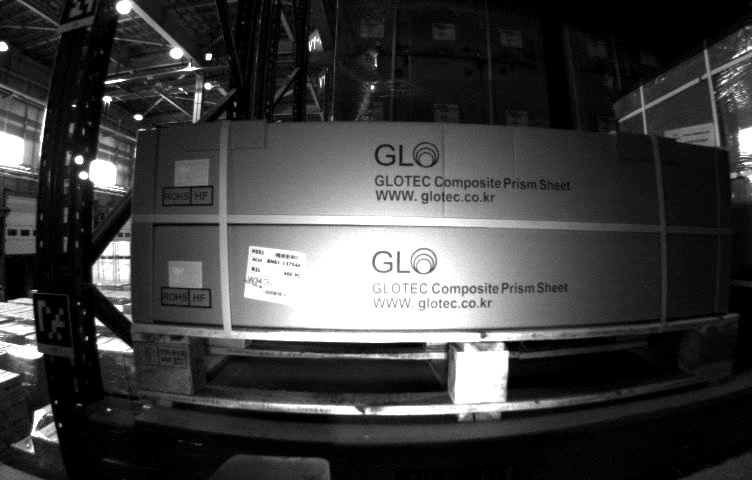 GLO
GLOTEC Composite Prism Sheet
WWW. glotec.co.kr
ROHS HF
GLO
GLOTEC Composite Prism Sheet
WWW. glotec.co.kr
ROHS HF